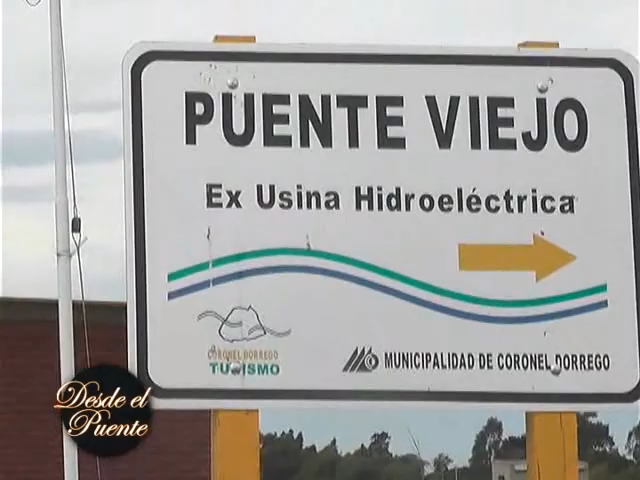 PUENTE VIEJO
Ex Usina Hidroeléctrica
CORONEL DORREGO
TURISMO
MUNICIPALIDAD DE CORONEL DORREGO
Desde el
Puente